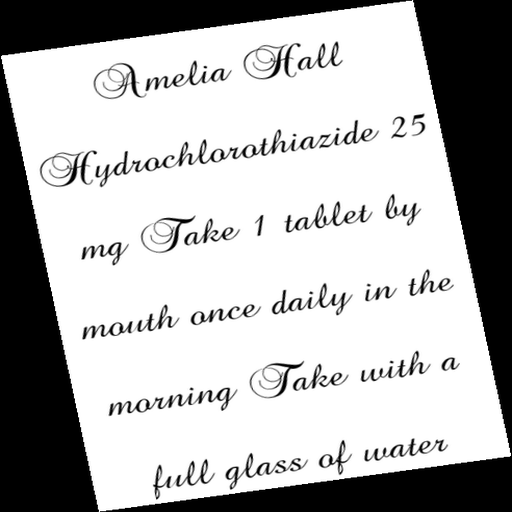 Amelia Hall
Hydrochlorothiazide 25
mg Take 1 tablet by
mouth once daily in the
morning Take with a
full glass of water